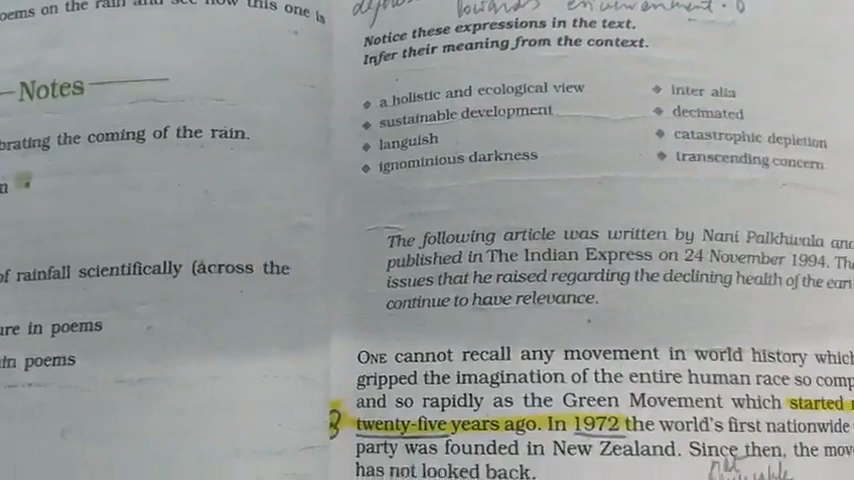 oems on the rain and see how this one is
Notes
brating the coming of the rain.
n
of rainfall scientifically (across the
ure in poems
in poems
towards environment.
Notice these expressions in the text.
Infer their meaning from the context.
a holistic and ecological view
sustainable development
languish
ignominious darkness
inter alia
decimated
catastrophic depletion
transcending concern
The following article was written by Nani Palkhivala and
published in The Indian Express on 24 November 1994. The
issues that he raised regarding the declining health of the eart
continue to have relevance.
ONE cannot recall any movement in world history which
gripped the imagination of the entire human race so comp
and so rapidly as the Green Movement which started
twenty-five years ago. In 1972 the world's first nationwide
party was founded in New Zealand. Since then, the mov
has not looked back.
not